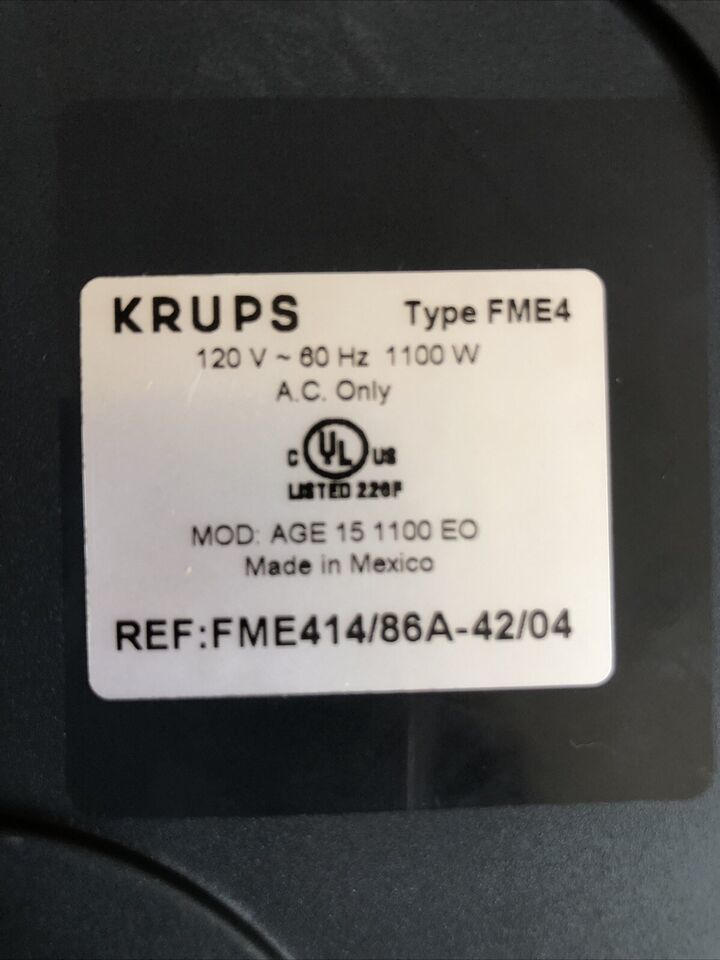 KRUPS Type FME4
120 V ~ 60 Hz 1100 W
A.C. Only
C UL US
LISTED 226F
MOD: AGE 15 1100 EO
Made in Mexico
REF:FME414/86A-42/04